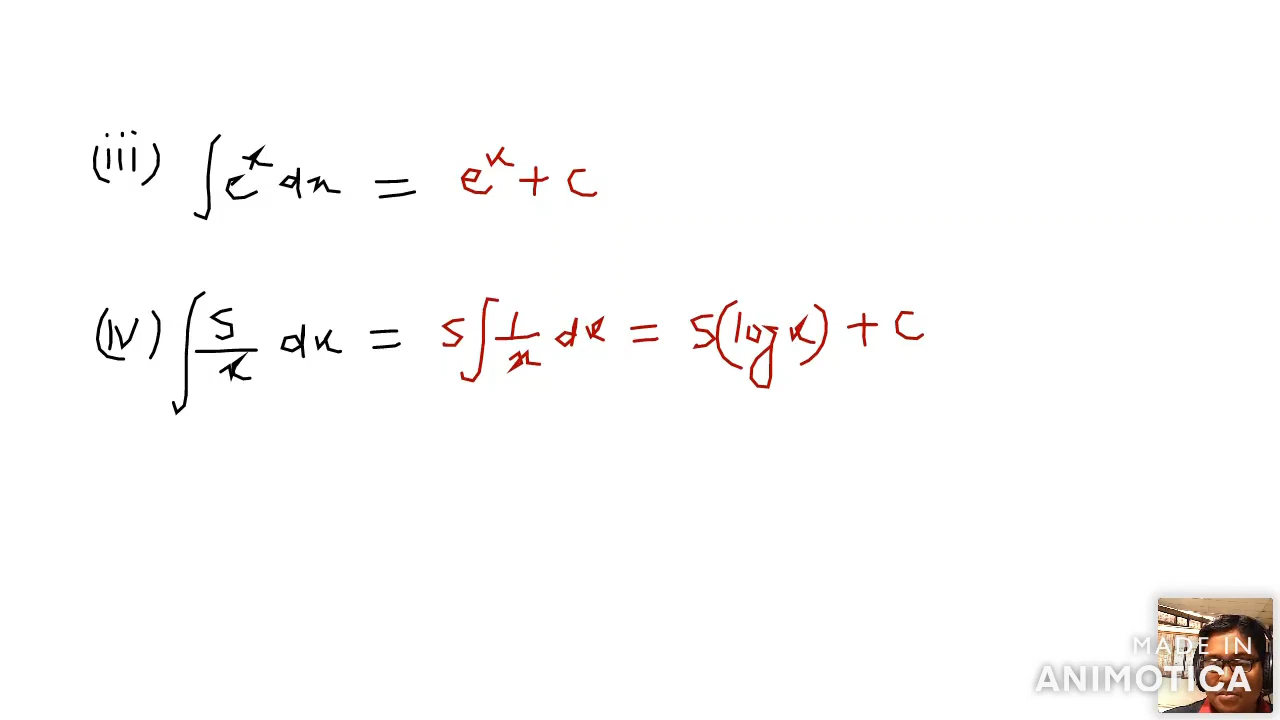 (iii) ∫ e^x dx = e^x + c
(iv) ∫ 5/x dx = 5 ∫ 1/x dx = 5(log x) + c
MADE IN
ANIMOTICA